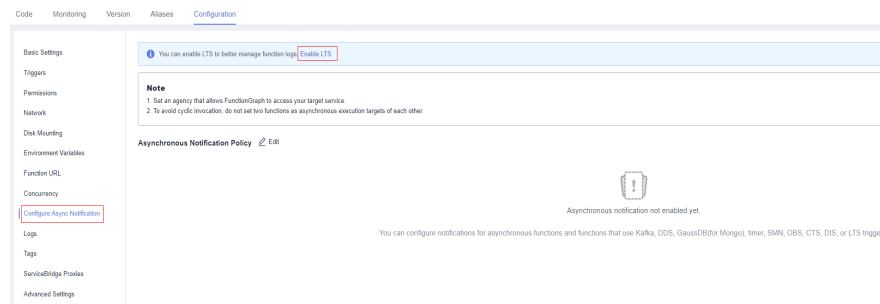 Code Monitoring Version Aliases Configuration
Basic Settings
Triggers
Permissions
Network
Disk Mounting
Environment Variables
Function URL
Concurrency
Configure Async Notification
Logs
Tags
ServiceBridge Proxies
Advanced Settings
You can enable LTS to better manage function logs. Enable LTS
Note
1. Set an agency that allows FunctionGraph to access your target service.
2. To avoid cyclic invocation, do not set two functions as asynchronous execution targets of each other.
Asynchronous Notification Policy Edit
Asynchronous notification not enabled yet.
You can configure notifications for asynchronous functions and functions that use Kafka, DDS, GaussDB(for Mongo), timer, SMN, OBS, CTS, DIS, or LTS trigge